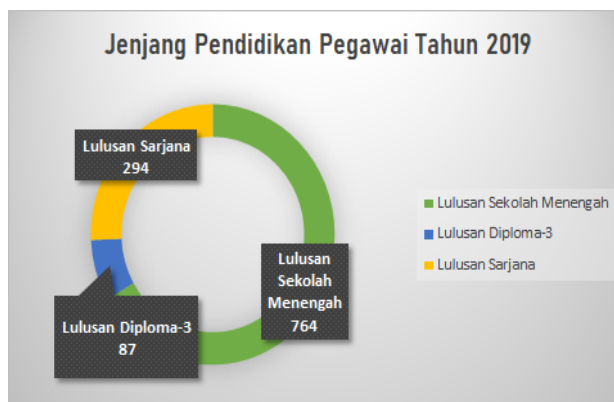 Jenjang Pendidikan Pegawai Tahun 2019
Lulusan Sarjana
294
Lulusan Sekolah Menengah
Lulusan Diploma-3
Lulusan Sarjana
Lulusan
Sekolah
Menengah
764
Lulusan Diploma-3
87